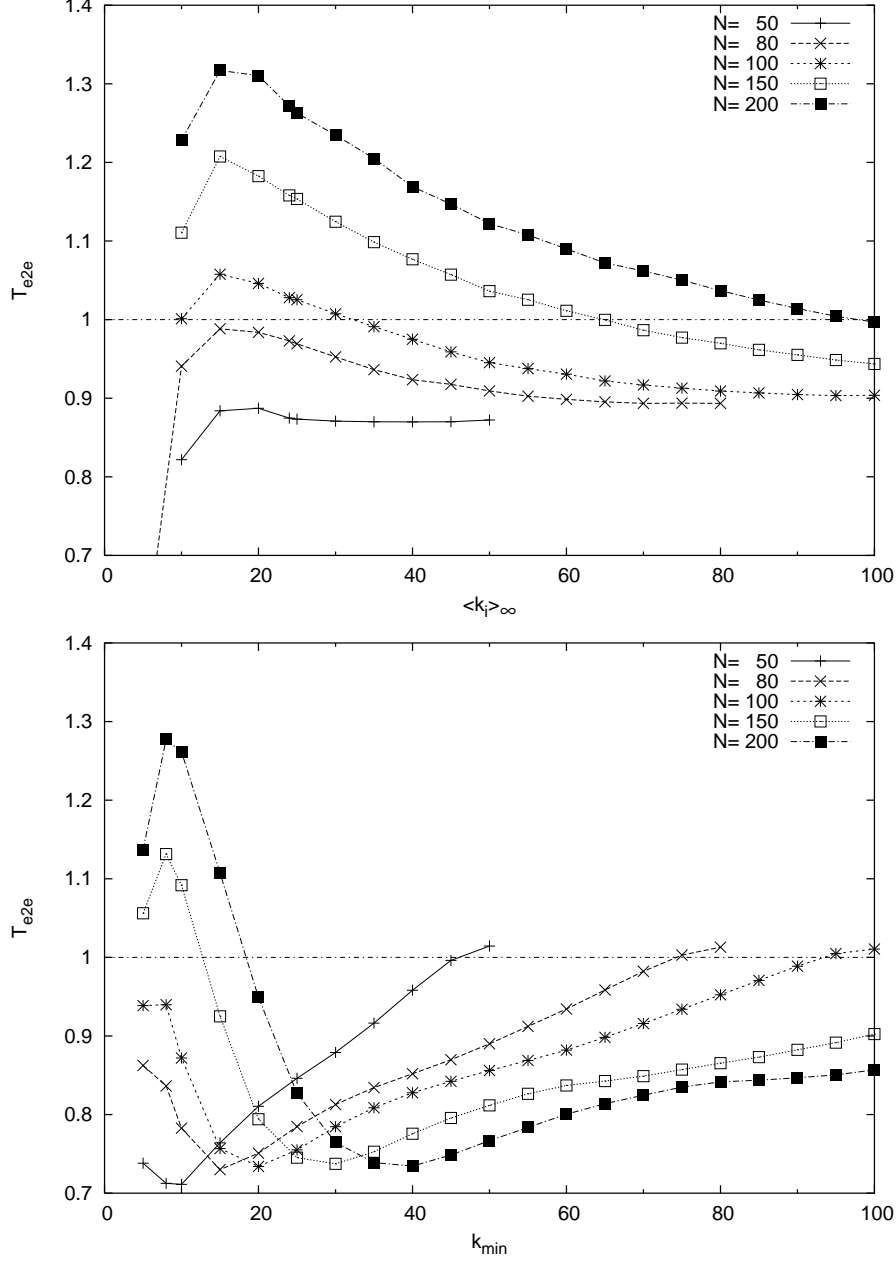 1.4
1.3
1.2
1.1
1
0.9
0.8
0.7
T_e2e
N= 50
N= 80
N= 100
N= 150
N= 200
0 20 40 60 80 100
<k_i>_∞
1.4
1.3
1.2
1.1
1
0.9
0.8
0.7
T_e2e
N= 50
N= 80
N= 100
N= 150
N= 200
0 20 40 60 80 100
k_min